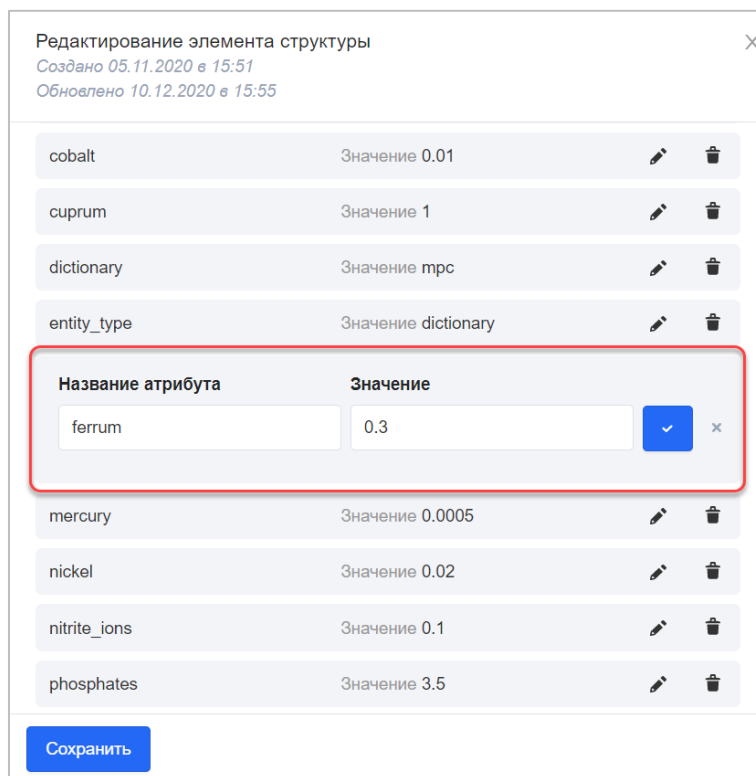 Редактирование элемента структуры
Создано 05.11.2020 в 15:51
Обновлено 10.12.2020 в 15:55
cobalt Значение 0.01
cuprum Значение 1
dictionary Значение mpc
entity_type Значение dictionary
Название атрибута Значение
ferrum 0.3
mercury Значение 0.0005
nickel Значение 0.02
nitrite_ions Значение 0.1
phosphates Значение 3.5
Сохранить